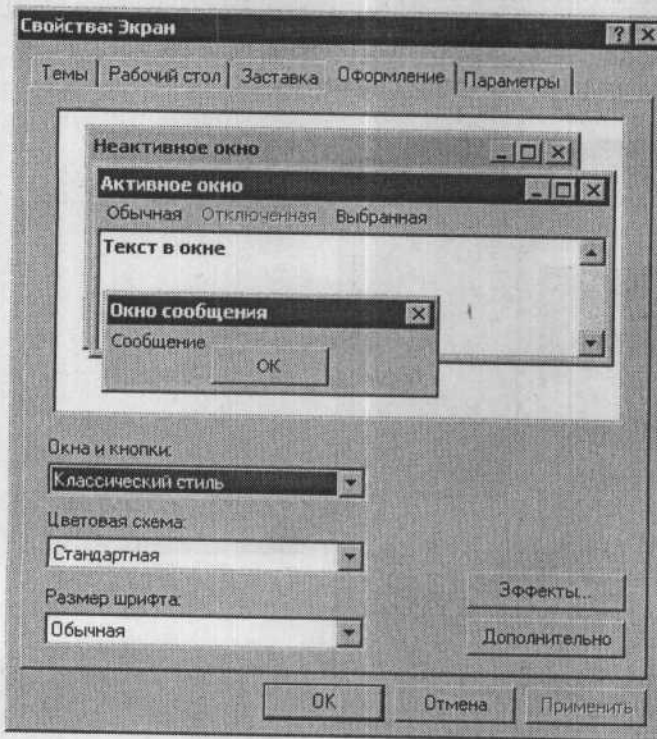 Свойства: Экран
Темы Рабочий стол Заставка Оформление Параметры
Неактивное окно
Активное окно
Обычная Отключенная Выбранная
Текст в окне
Окно сообщения
Сообщение
OK
Окна и кнопки:
Классический стиль
Цветовая схема:
Стандартная
Эффекты...
Размер шрифта:
Обычная
Дополнительно
OK Отмена Применить